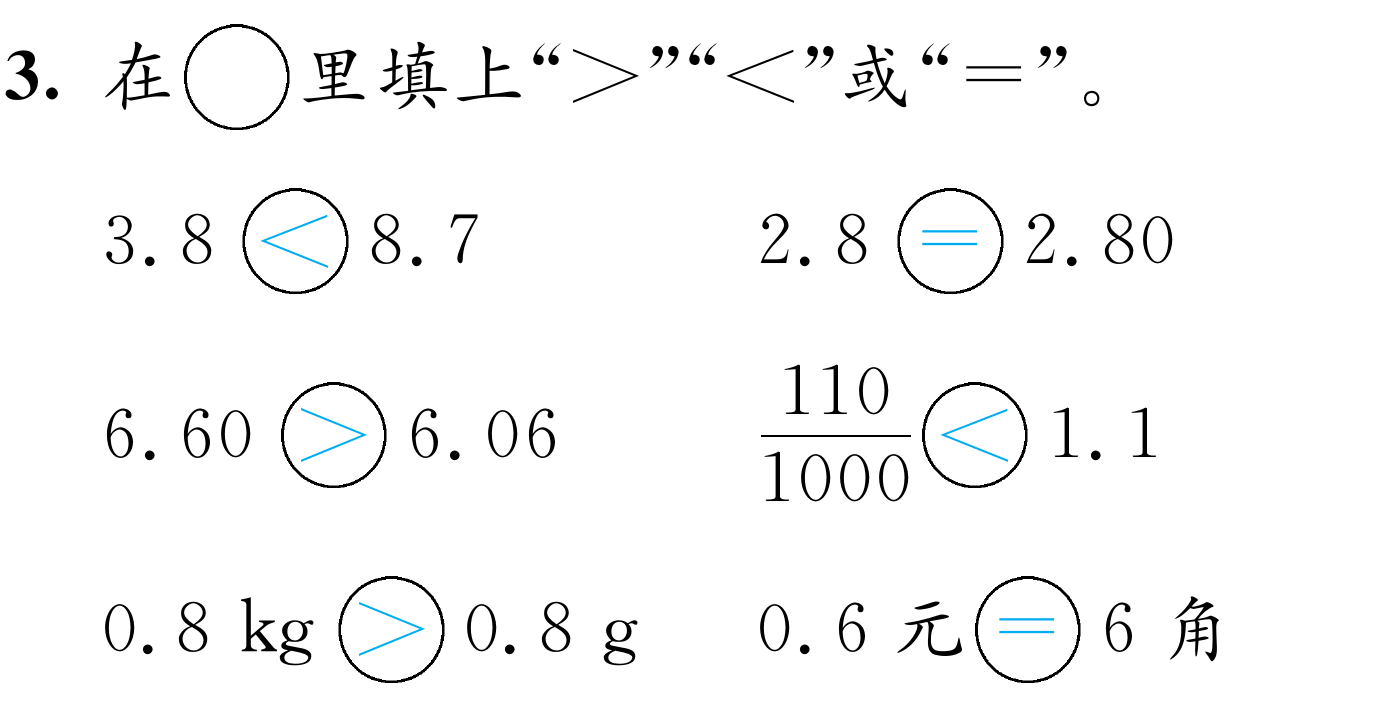 3. 在○里填上“>”“<”或“=”。
3.8 < 8.7 2.8 = 2.80
6.60 > 6.06 110/1000 < 1.1
0.8 kg > 0.8 g 0.6 元 = 6 角